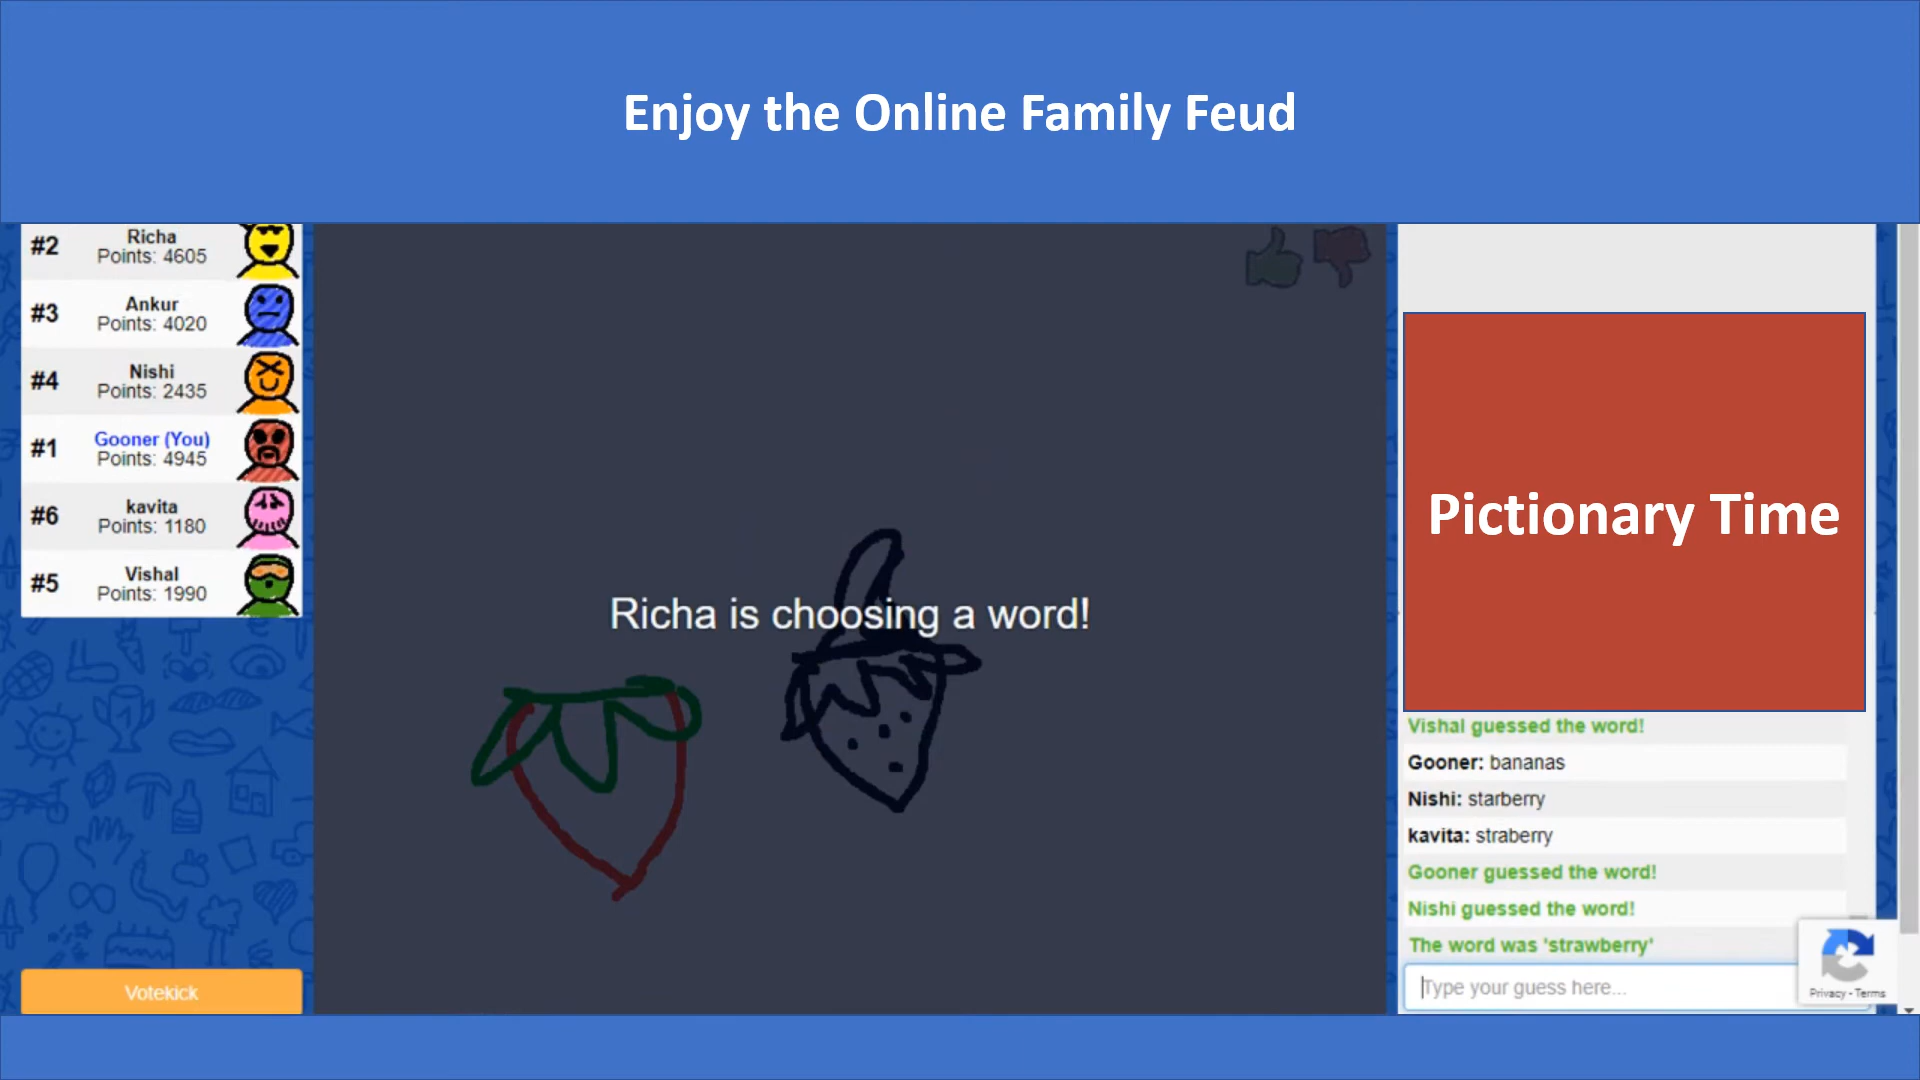 Enjoy the Online Family Feud
#2 Richa
Points: 4605
#3 Ankur
Points: 4020
#4 Nishi
Points: 2435
#1 Gooner (You)
Points: 4945
#6 kavita
Points: 1180
#5 Vishal
Points: 1990
Votekick
Richa is choosing a word!
Pictionary Time
Vishal guessed the word!
Gooner: bananas
Nishi: starberry
kavita: straberry
Gooner guessed the word!
Nishi guessed the word!
The word was 'strawberry'
Type your guess here...
Privacy - Terms